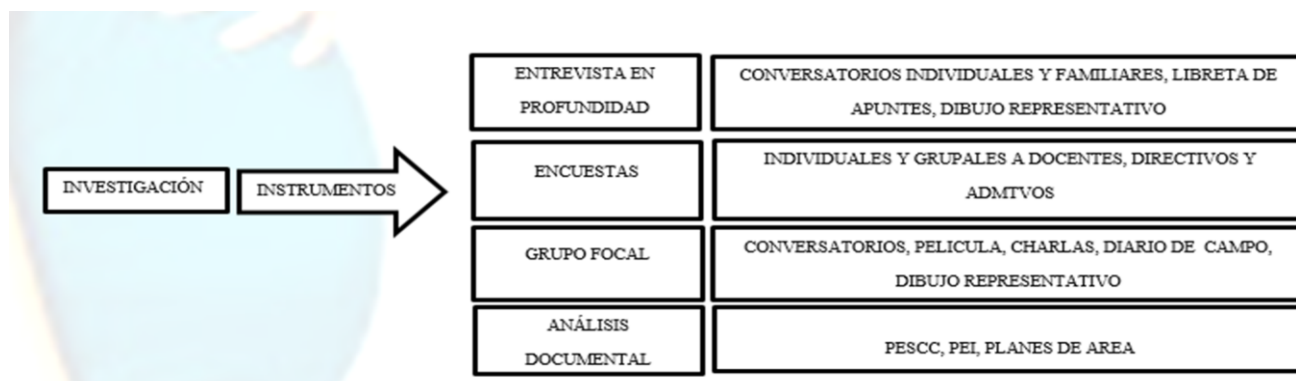 INVESTIGACIÓN
INSTRUMENTOS
ENTREVISTA EN
PROFUNDIDAD
CONVERSATORIOS INDIVIDUALES Y FAMILIARES, LIBRETA DE
APUNTES, DIBUJO REPRESENTATIVO
ENCUESTAS
INDIVIDUALES Y GRUPALES A DOCENTES, DIRECTIVOS Y
ADMTVOS
GRUPO FOCAL
CONVERSATORIOS, PELICULA, CHARLAS, DIARIO DE CAMPO,
DIBUJO REPRESENTATIVO
ANÁLISIS
DOCUMENTAL
PESCC, PEI, PLANES DE AREA